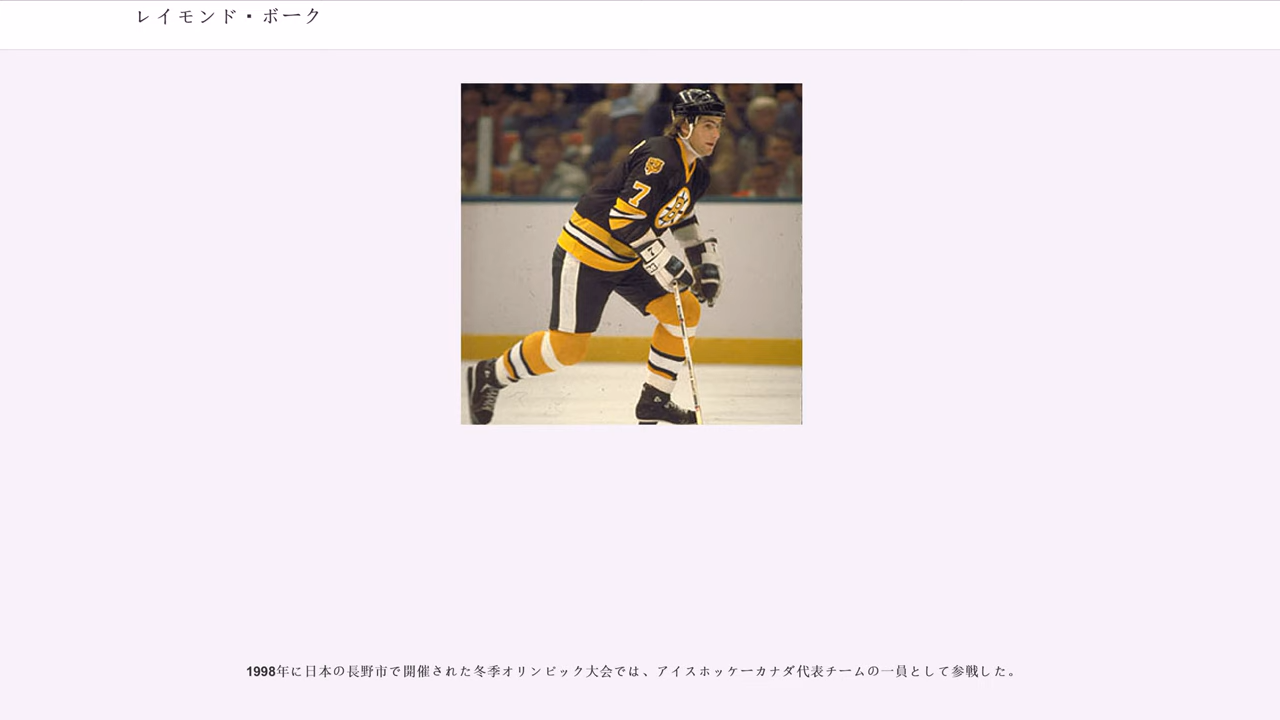 レイモンド・ボーク
7
B
1998年に日本の長野市で開催された冬季オリンピック大会では、アイスホッケーカナダ代表チームの一員として参戦した。